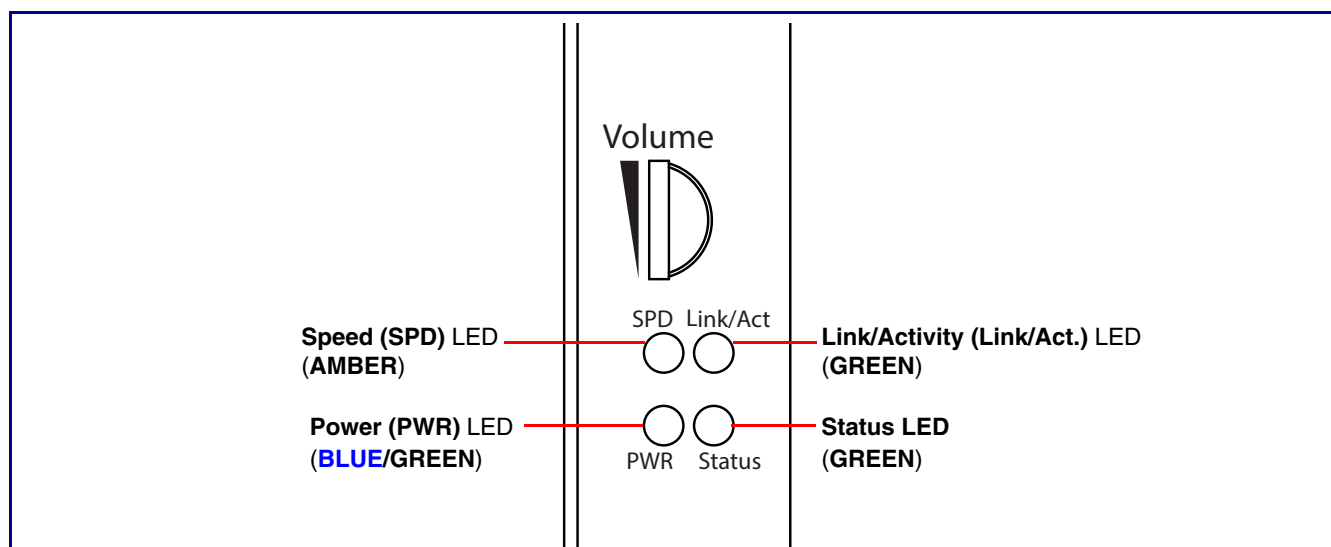 Volume
SPD Link/Act
Speed (SPD) LED
(AMBER)
Link/Activity (Link/Act.) LED
(GREEN)
Power (PWR) LED
(BLUE/GREEN)
Status LED
(GREEN)
PWR Status